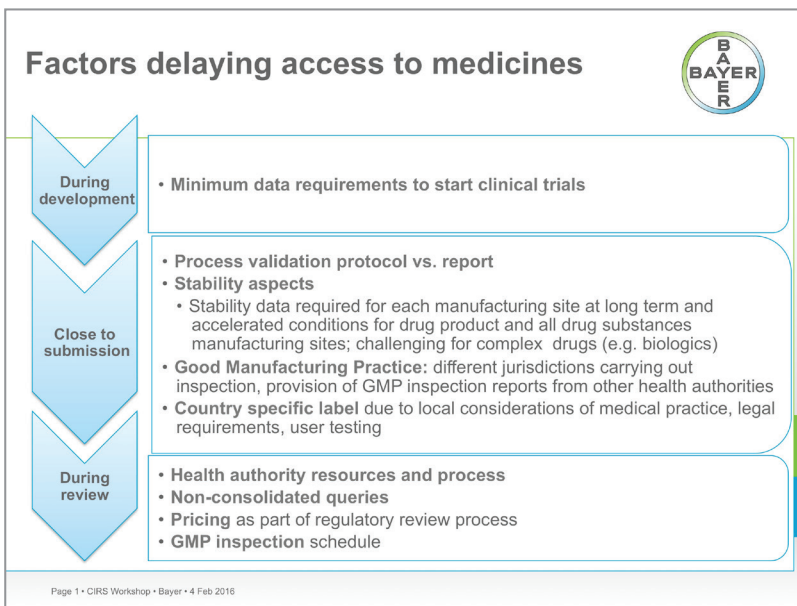 Factors delaying access to medicines
BAYER
BAYER
During
development
• Minimum data requirements to start clinical trials
Close to
submission
• Process validation protocol vs. report
• Stability aspects
• Stability data required for each manufacturing site at long term and
accelerated conditions for drug product and all drug substances
manufacturing sites; challenging for complex drugs (e.g. biologics)
• Good Manufacturing Practice: different jurisdictions carrying out
inspection, provision of GMP inspection reports from other health authorities
• Country specific label due to local considerations of medical practice, legal
requirements, user testing
During
review
• Health authority resources and process
• Non-consolidated queries
• Pricing as part of regulatory review process
• GMP inspection schedule
Page 1 • CIRS Workshop • Bayer • 4 Feb 2016